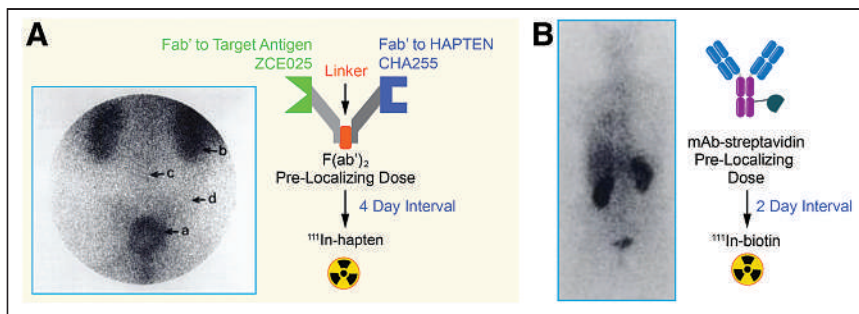 A
Fab' to Target Antigen
ZCE025
Fab' to HAPTEN
CHA255
Linker
b
c
d
a
F(ab')₂
Pre-Localizing Dose
4 Day Interval
¹¹¹In-hapten
B
mAb-streptavidin
Pre-Localizing
Dose
2 Day Interval
¹¹¹In-biotin